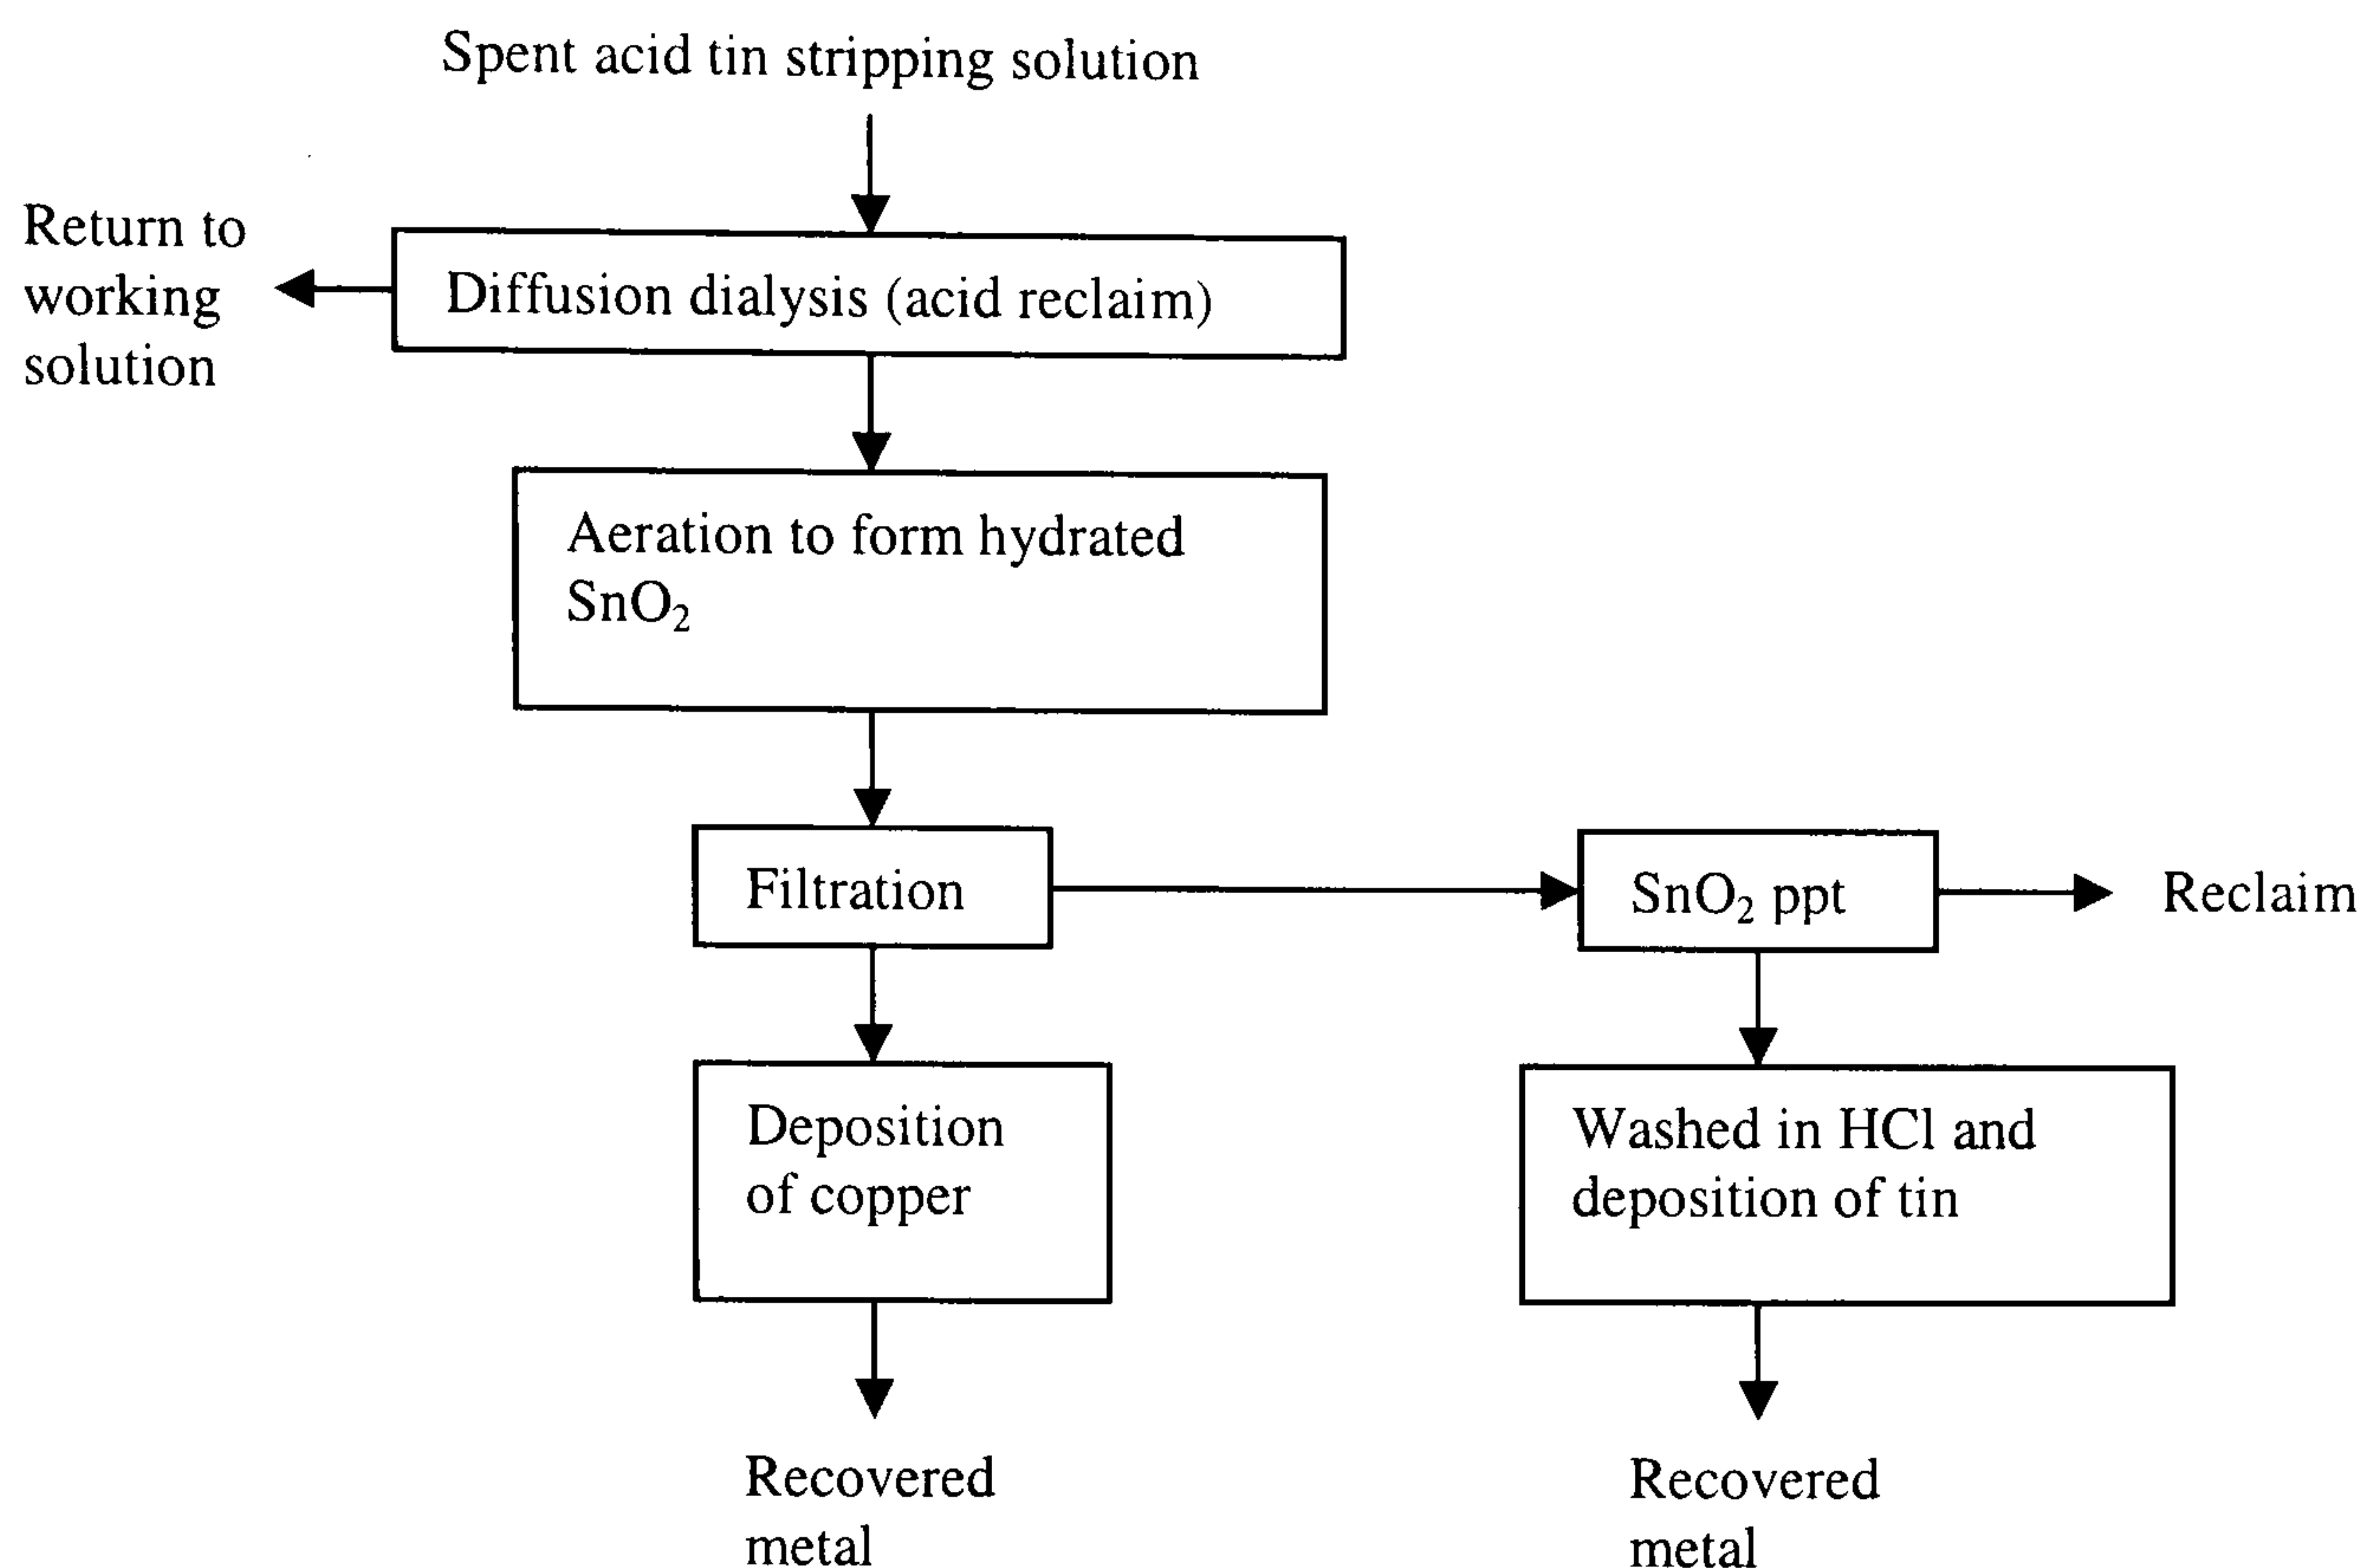 Spent acid tin stripping solution
Return to
working
solution
Diffusion dialysis (acid reclaim)
Aeration to form hydrated
SnO₂
Filtration
SnO₂ ppt
Reclaim
Deposition
of copper
Washed in HCl and
deposition of tin
Recovered
metal
Recovered
metal